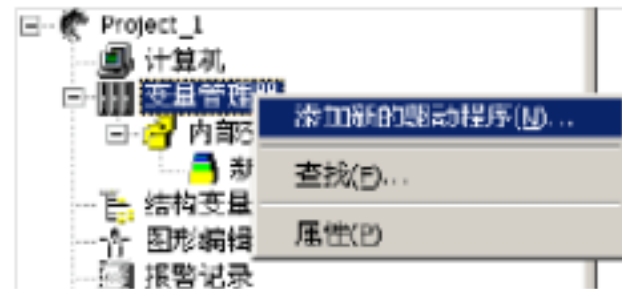 Project_1
计算机
变量管理
添加新的驱动程序(N)...
内部
查找(F)...
结构变量
图形编辑
属性(P)
报警记录